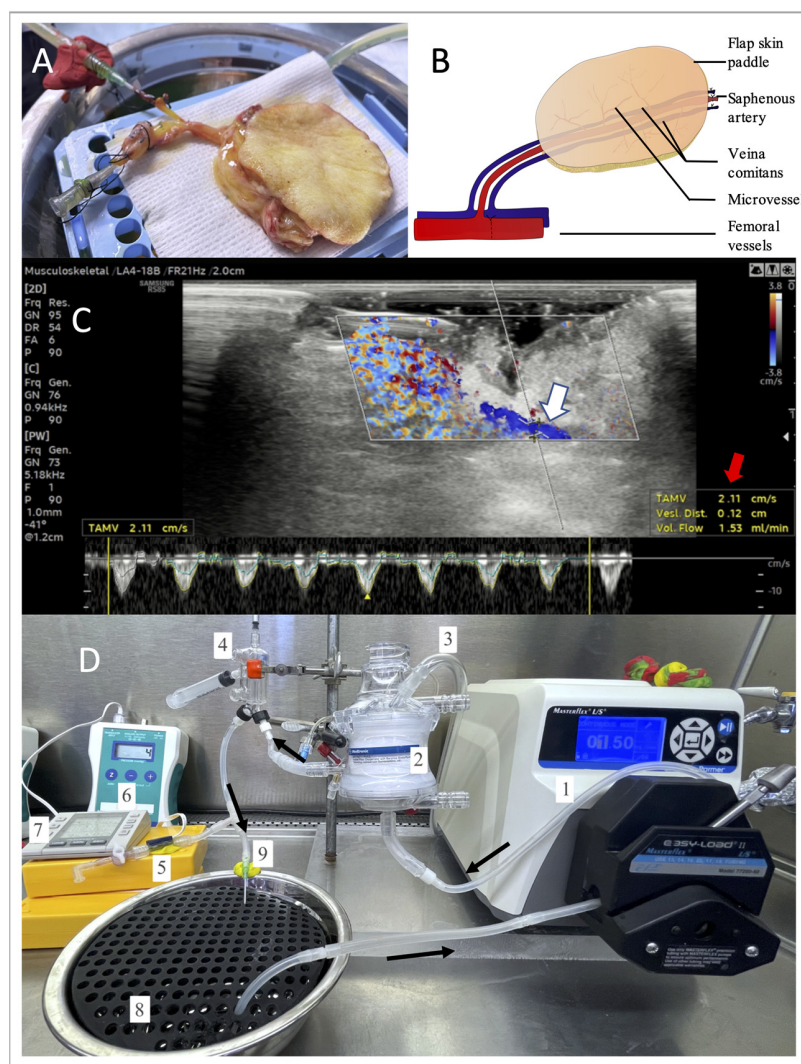 A
B
Flap skin
paddle
Saphenous
artery
Veina
comitans
Microvesse
Femoral
vessels
Musculoskeletal /LA4-18B /FR21Hz /2.0cm
SAMSUNG
RS85
C
[2D]
Frq Res.
GN 95
DR 54
FA 6
P 90
[C]
Frq Gen.
GN 76
0.94kHz
P 90
[PW]
Frq Gen.
GN 73
5.18kHz
F 1
P 90
1.0mm
-41°
@1.2cm
3.8
-3.8
cm/s
0
1
TAMV 2.11 cm/s
TAMV 2.11 cm/s
Vesl. Dist. 0.12 cm
Vol. Flow 1.53 ml/min
cm/s
-10
D
4
3
2
1
6
7
5
9
8
MASTERFLEX L/S
Medtronic
EASY-LOAD II
MASTERFLEX